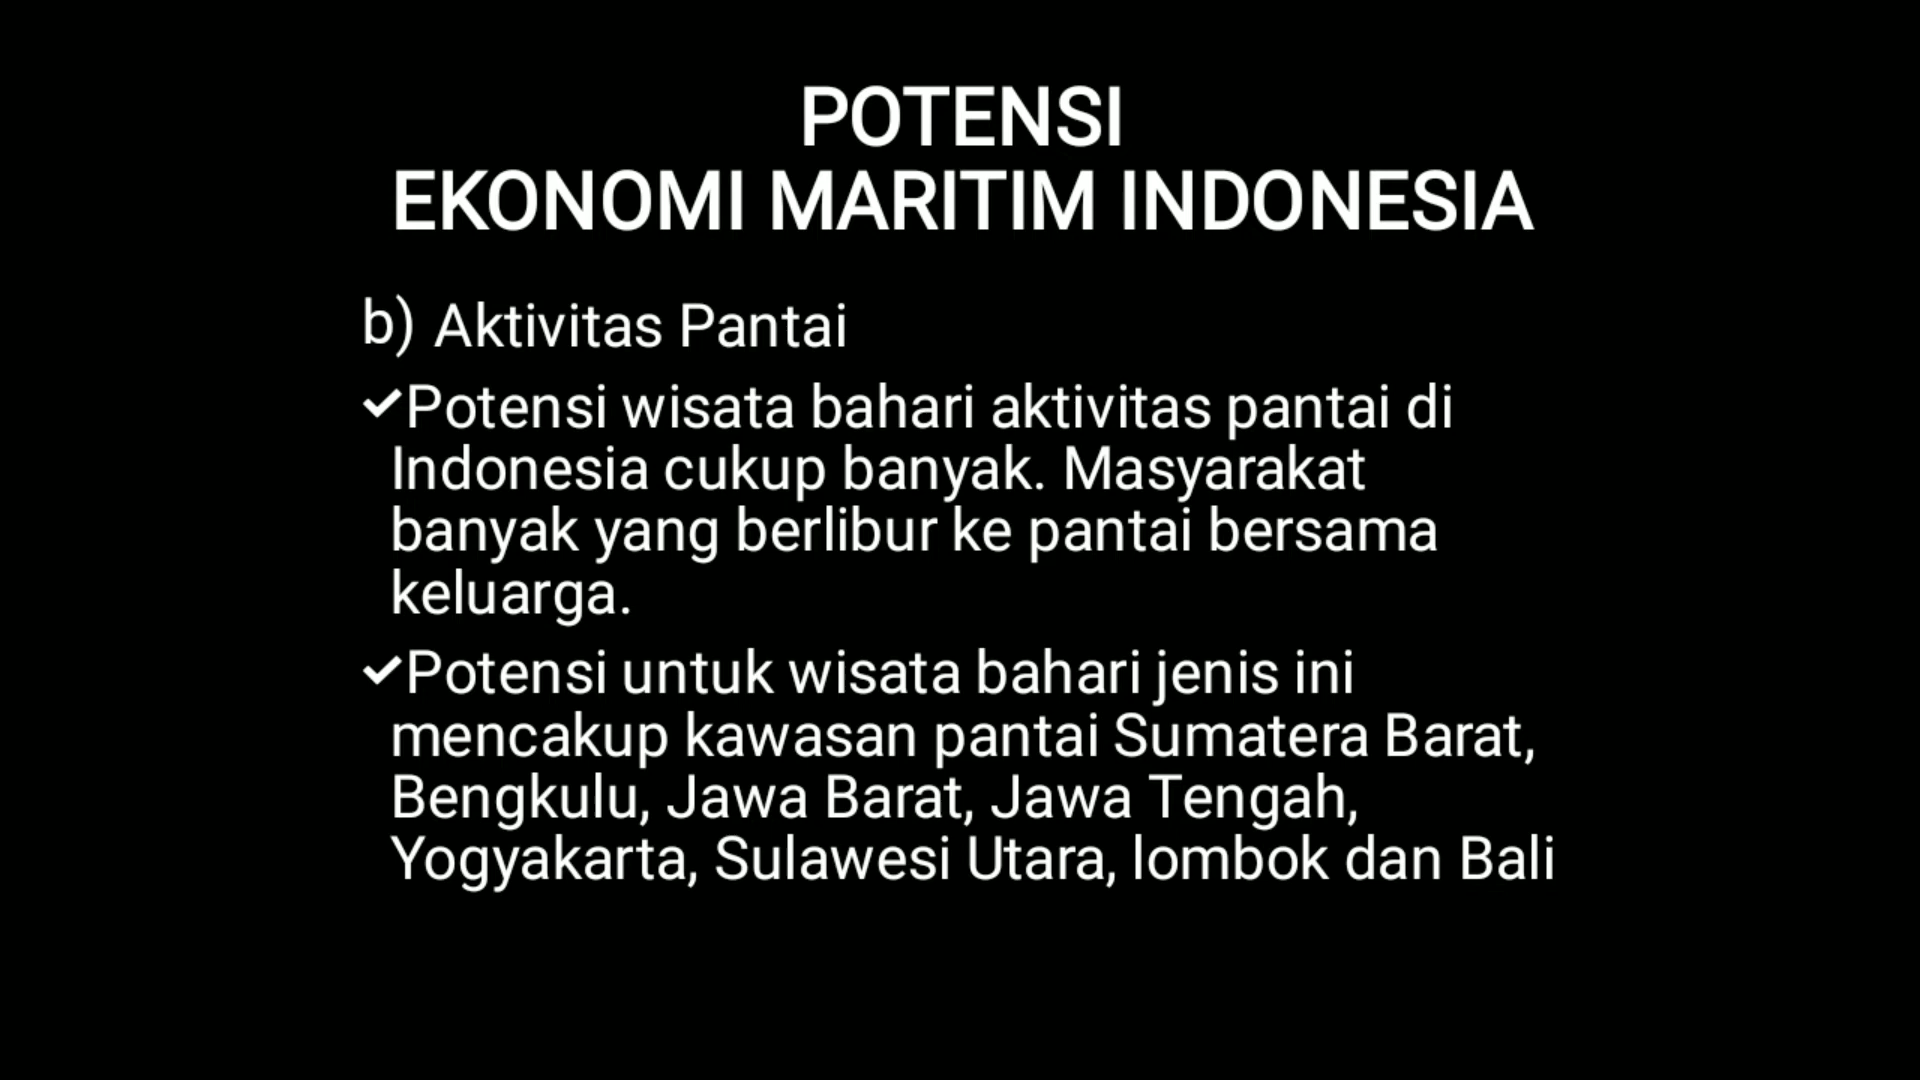 POTENSI
EKONOMI MARITIM INDONESIA
b) Aktivitas Pantai
✔Potensi wisata bahari aktivitas pantai di
Indonesia cukup banyak. Masyarakat
banyak yang berlibur ke pantai bersama
keluarga.
✔Potensi untuk wisata bahari jenis ini
mencakup kawasan pantai Sumatera Barat,
Bengkulu, Jawa Barat, Jawa Tengah,
Yogyakarta, Sulawesi Utara, lombok dan Bali